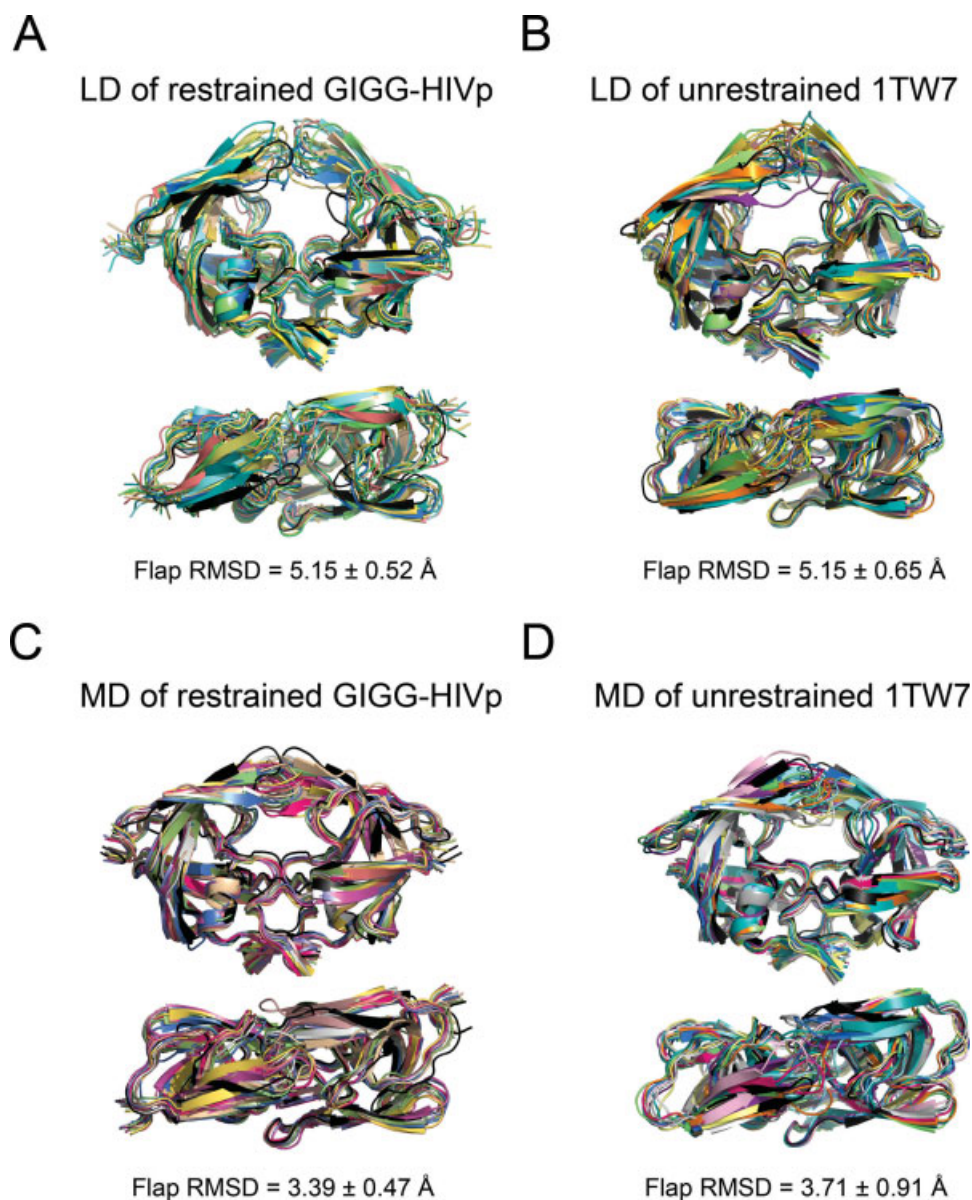 A
LD of restrained GIGG-HIVp
Flap RMSD = 5.15 ± 0.52 Å
B
LD of unrestrained 1TW7
Flap RMSD = 5.15 ± 0.65 Å
C
MD of restrained GIGG-HIVp
Flap RMSD = 3.39 ± 0.47 Å
D
MD of unrestrained 1TW7
Flap RMSD = 3.71 ± 0.91 Å